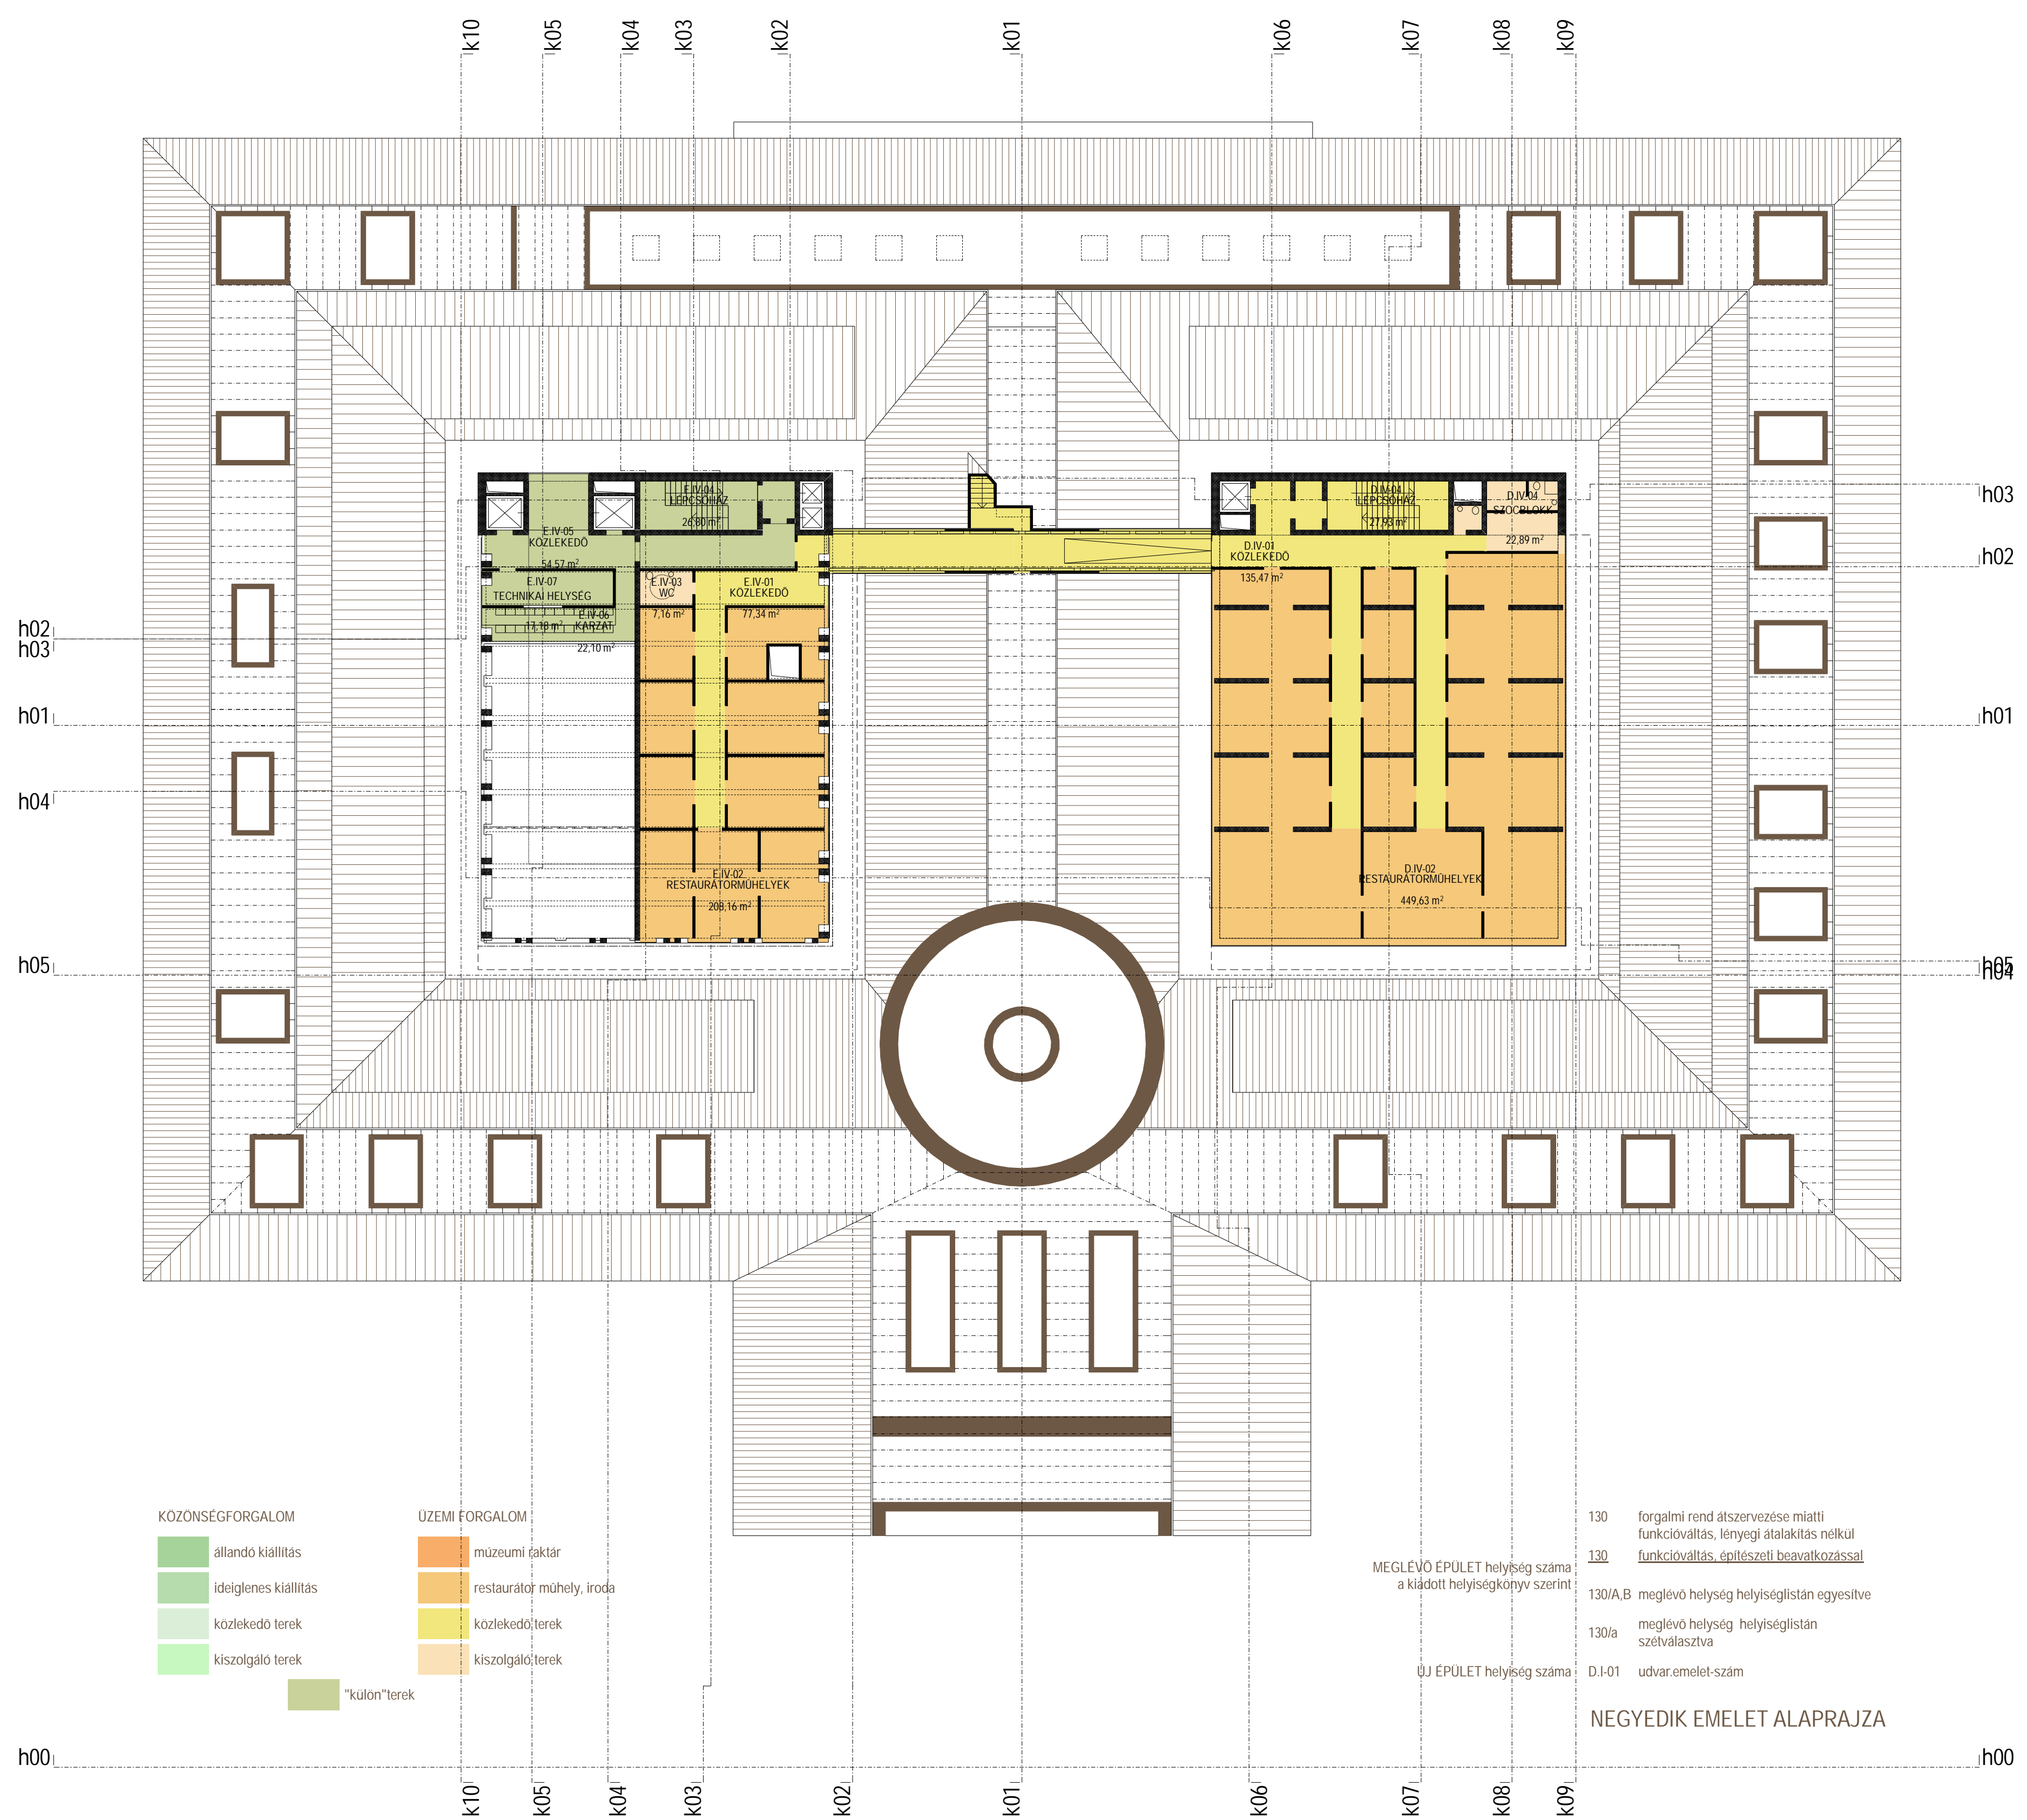 k10 k05 k04 k03 k02 k01 k06 k07 k08 k09
h03
h02
h02
h03
h01
h01
h04
h05
h05
h04
h00
h00
E.IV-04
LÉPCSŐHÁZ
26,80 m²
E.IV-05
KÖZLEKEDŐ
54,57 m²
E.IV-07
TECHNIKAI HELYSÉG
17,18 m²
E.IV-06
KARZAT
22,10 m²
E.IV-03
WC
7,16 m²
E.IV-01
KÖZLEKEDŐ
77,34 m²
E.IV-02
RESTAURÁTORMŰHELYEK
208,16 m²
D.IV-04
LÉPCSŐHÁZ
27,93 m²
D.IV-04
SZOCBLOKK
22,89 m²
D.IV-01
KÖZLEKEDŐ
135,47 m²
D.IV-02
RESTAURÁTORMŰHELYEK
449,63 m²
KÖZÖNSÉGFORGALOM
állandó kiállítás
ideiglenes kiállítás
közlekedő terek
kiszolgáló terek
"külön"terek
ÜZEMI FORGALOM
múzeumi raktár
restaurátor műhely, iroda
közlekedő terek
kiszolgáló terek
130 forgalmi rend átszervezése miatti
funkcióváltás, lényegi átalakítás nélkül
130 funkcióváltás, építészeti beavatkozással
MEGLÉVŐ ÉPÜLET helyiség száma
a kiadott helyiségkönyv szerint
130/A,B meglévő helység helyiséglistán egyesítve
130/a meglévő helység helyiséglistán
szétválasztva
ÚJ ÉPÜLET helyiség száma D.I-01 udvar.emelet-szám
NEGYEDIK EMELET ALAPRAJZA
k10 k05 k04 k03 k02 k01 k06 k07 k08 k09